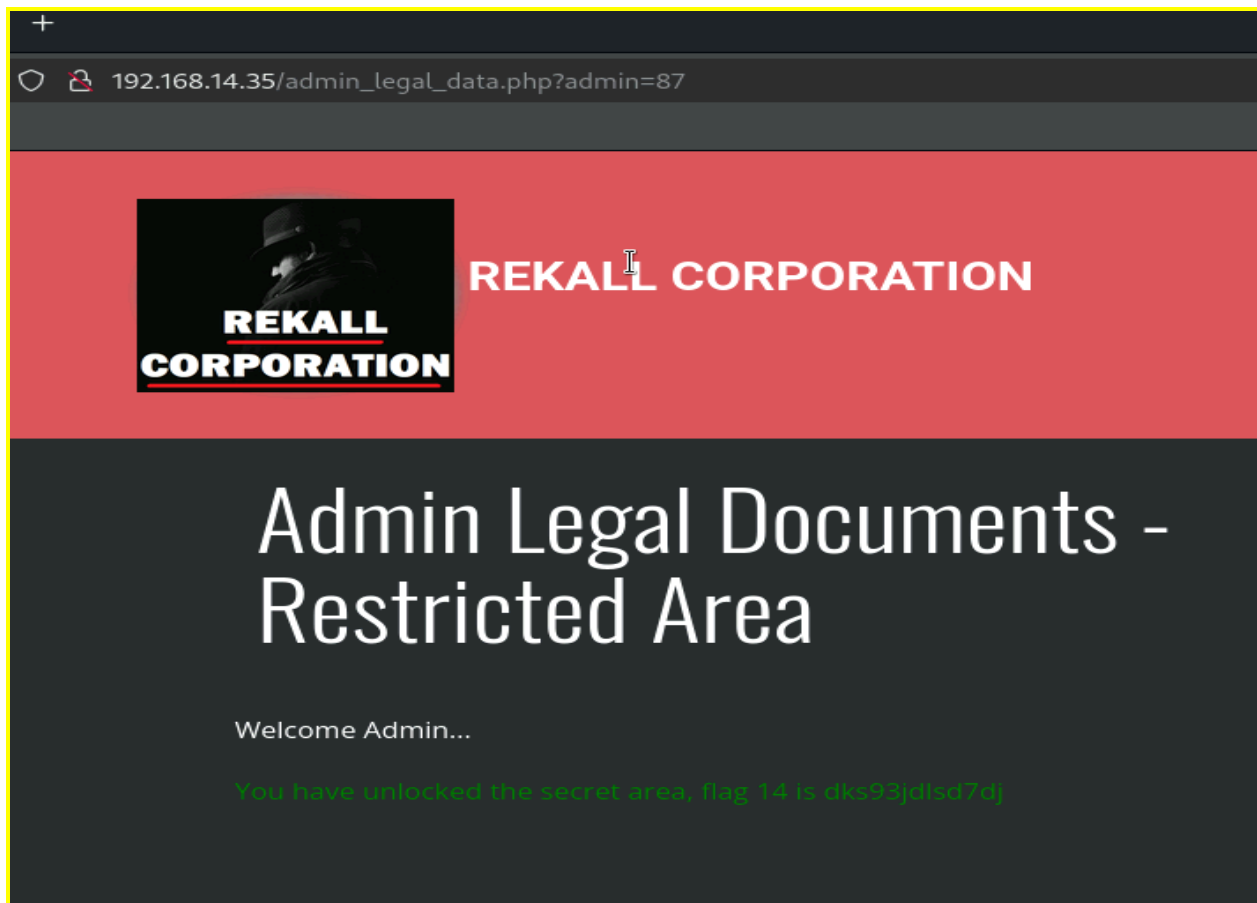 +
192.168.14.35/admin_legal_data.php?admin=87
REKALL
CORPORATION
REKALL CORPORATION
Admin Legal Documents -
Restricted Area
Welcome Admin...
You have unlocked the secret area, flag 14 is dks93jdlsd7dj